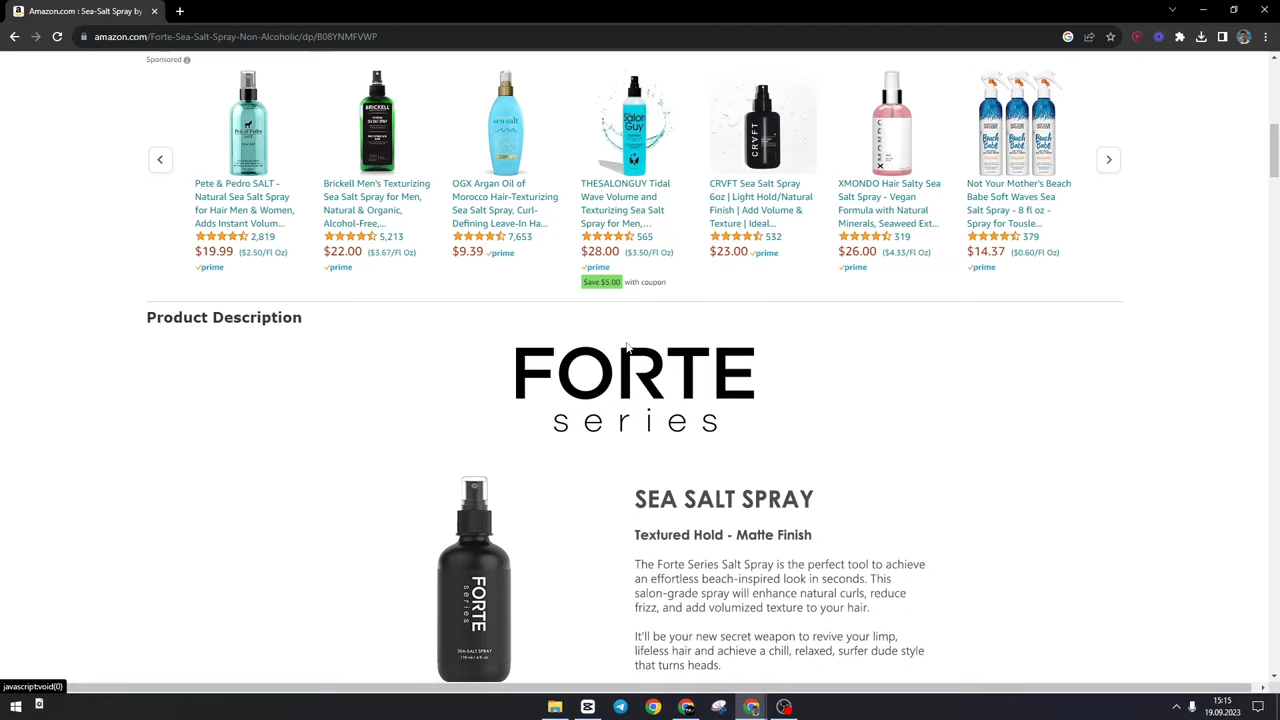 Amazon.com : Sea-Salt Spray by
amazon.com/Forte-Sea-Salt-Spray-Non-Alcoholic/dp/B08YNMFVWP
Sponsored
Pete & Pedro SALT -
Natural Sea Salt Spray
for Hair Men & Women,
Adds Instant Volum...
2,819
$19.99 ($2.50/Fl Oz)
prime
BRICKELL
Brickell Men's Texturizing
Sea Salt Spray for Men,
Natural & Organic,
Alcohol-Free,...
5,213
$22.00 ($3.67/Fl Oz)
prime
sea salt
OGX Argan Oil of
Morocco Hair-Texturizing
Sea Salt Spray, Curl-
Defining Leave-In Ha...
7,653
$9.39 prime
Salon
Guy
THESALONGUY Tidal
Wave Volume and
Texturizing Sea Salt
Spray for Men,...
565
$28.00 ($3.50/Fl Oz)
prime
Save $5.00 with coupon
CRVFT
CRVFT Sea Salt Spray
6oz | Light Hold/Natural
Finish | Add Volume &
Texture | Ideal...
532
$23.00 prime
XMONDO
XMONDO Hair Salty Sea
Salt Spray - Vegan
Formula with Natural
Minerals, Seaweed Ext...
319
$26.00 ($4.33/Fl Oz)
prime
Beach
Babe
Not Your Mother's Beach
Babe Soft Waves Sea
Salt Spray - 8 fl oz -
Spray for Tousle...
379
$14.37 ($0.60/Fl Oz)
prime
Product Description
FORTE
series
FORTE
series
SEA-SALT SPRAY
SEA SALT SPRAY
Textured Hold - Matte Finish
The Forte Series Salt Spray is the perfect tool to achieve
an effortless beach-inspired look in seconds. This
salon-grade spray will enhance natural curls, reduce
frizz, and add volumized texture to your hair.
It'll be your new secret weapon to revive your limp,
lifeless hair and achieve a chill, relaxed, surfer dude style
that turns heads.
javascript:void(0)
15:15
19.09.2023